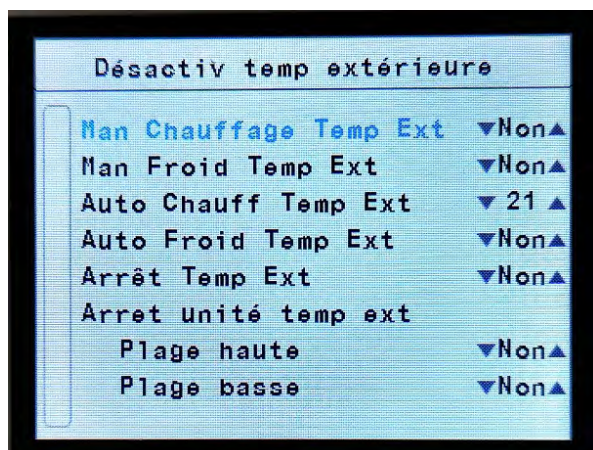 Désactiv temp extérieure
Man Chauffage Temp Ext ▼Non▲
Man Froid Temp Ext ▼Non▲
Auto Chauff Temp Ext ▼ 21 ▲
Auto Froid Temp Ext ▼Non▲
Arrêt Temp Ext ▼Non▲
Arret unité temp ext
Plage haute ▼Non▲
Plage basse ▼Non▲